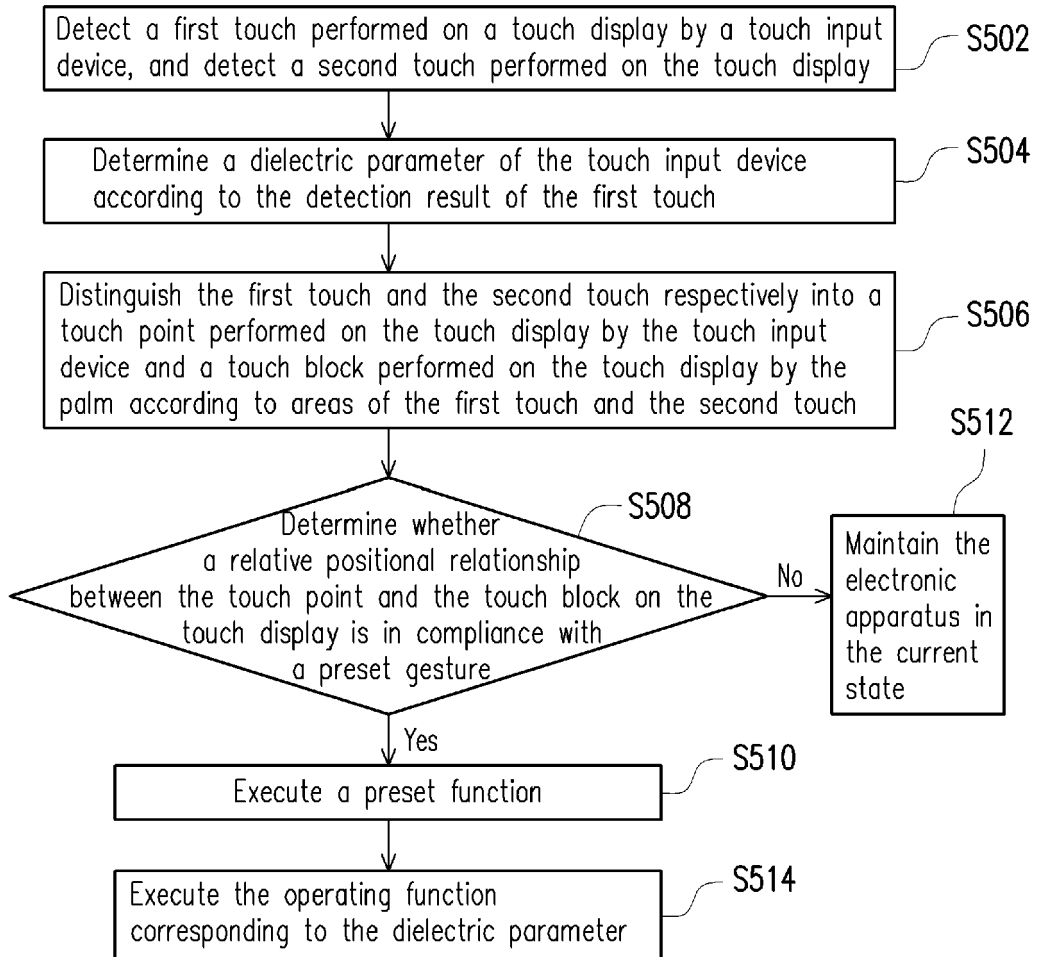 Detect a first touch performed on a touch display by a touch input
device, and detect a second touch performed on the touch display
S502
Determine a dielectric parameter of the touch input device
according to the detection result of the first touch
S504
Distinguish the first touch and the second touch respectively into a
touch point performed on the touch display by the touch input
device and a touch block performed on the touch display by the
palm according to areas of the first touch and the second touch
S506
Determine whether
a relative positional relationship
between the touch point and the touch block on the
touch display is in compliance with
a preset gesture
S508
No
S512
Maintain the
electronic
apparatus in
the current
state
Yes
Execute a preset function
S510
Execute the operating function
corresponding to the dielectric parameter
S514